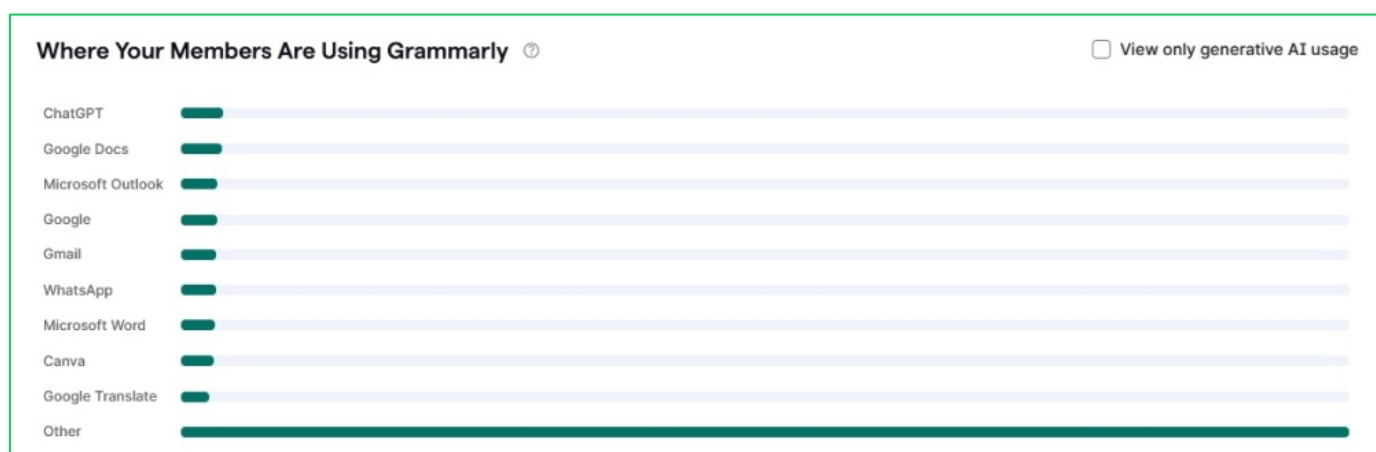 Where Your Members Are Using Grammarly ?
View only generative AI usage
ChatGPT
Google Docs
Microsoft Outlook
Google
Gmail
WhatsApp
Microsoft Word
Canva
Google Translate
Other